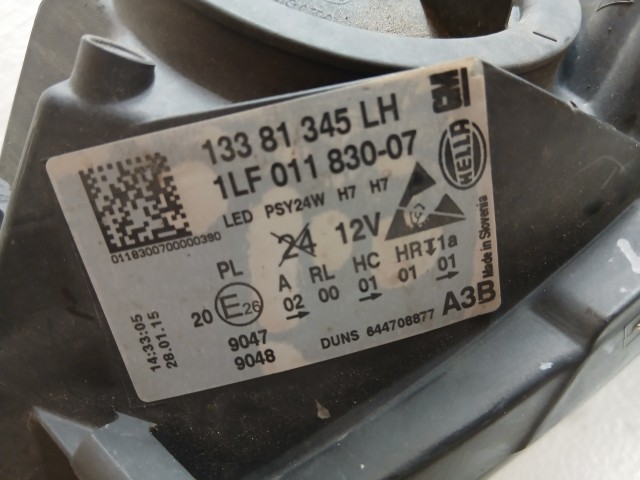 133 81 345 LH
GM
1LF 011 830-07
HELLA
LED PSY24W H7 H7
24 12V
0118300700000390
PL A RL HC HR 1a
20 E26 02 00 01 01 01
9047
9048
DUNS 644708877
A3B
Made in Slovenia
14:33:05
28.01.15